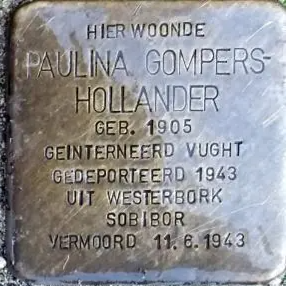 HIER WOONDE
PAULINA GOMPERS-
HOLLANDER
GEB. 1905
GEINTERNEERD VUGHT
GEDEPORTEERD 1943
UIT WESTERBORK
SOBIBOR
VERMOORD 11.6.1943